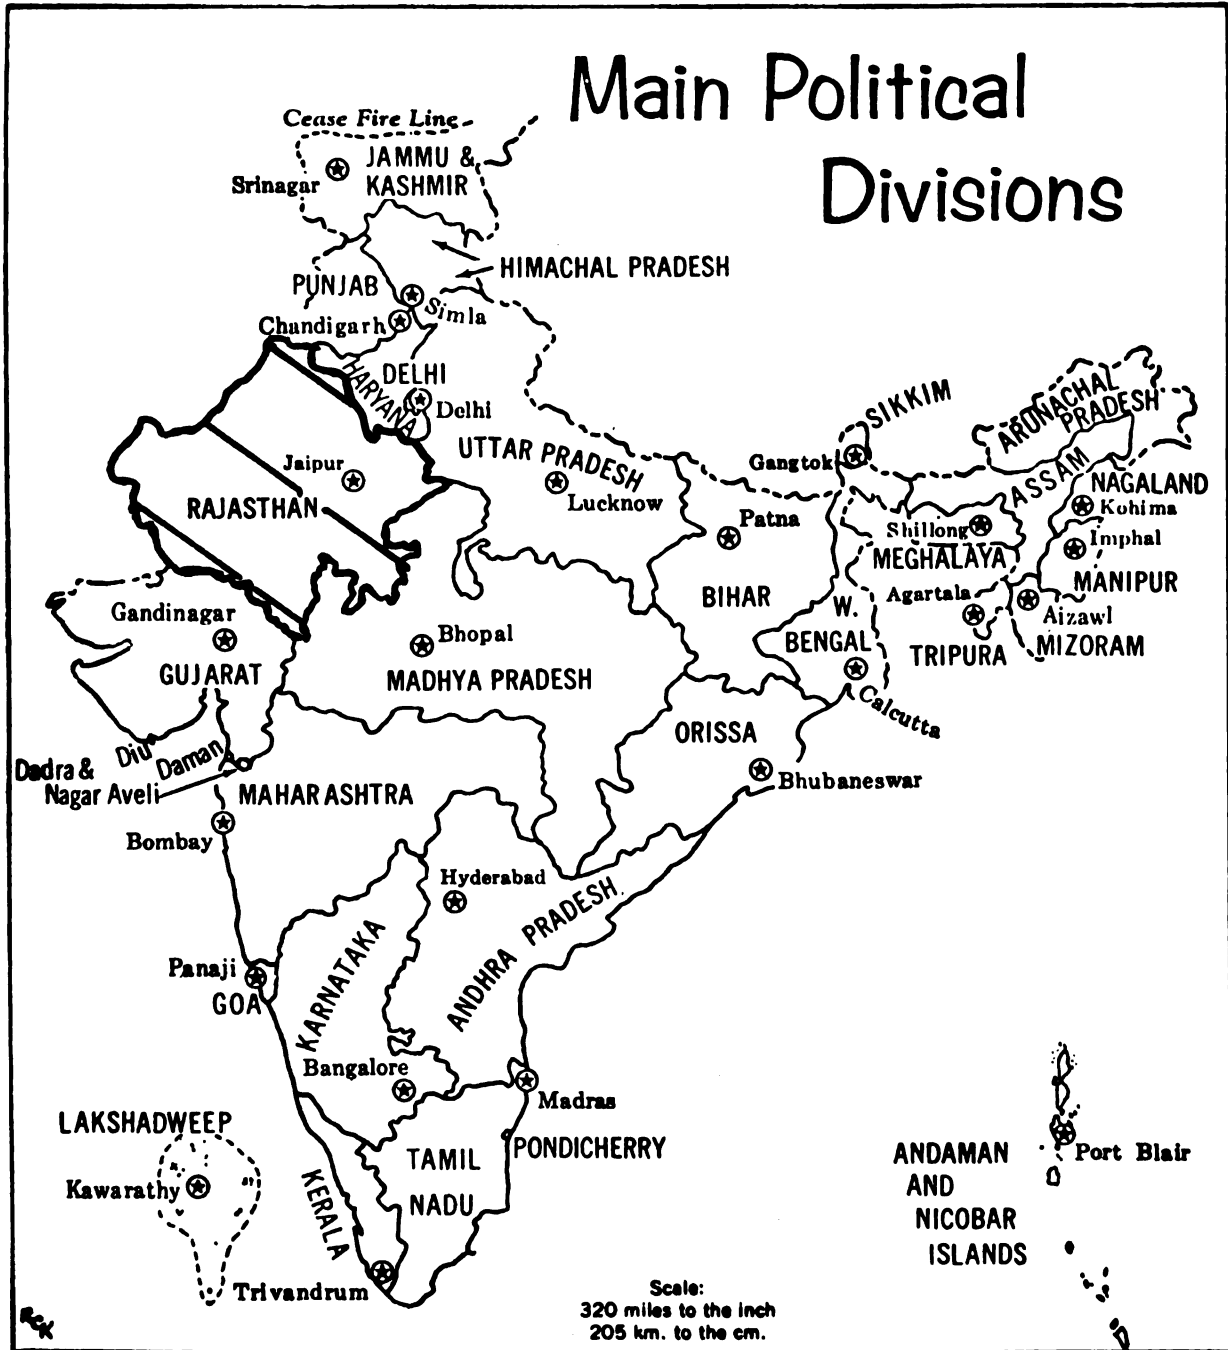 Main Political
Divisions
Cease Fire Line
JAMMU &
KASHMIR
Srinagar
HIMACHAL PRADESH
PUNJAB
Simla
Chandigarh
HARYANA
DELHI
Delhi
SIKKIM
ARUNACHAL
PRADESH
UTTAR PRADESH
Gangtok
Jaipur
Lucknow
ASSAM
NAGALAND
Kohima
RAJASTHAN
Patna
Shillong
Imphal
MEGHALAYA
MANIPUR
BIHAR
W.
BENGAL
Agartala
Aizawl
Gandinagar
Bhopal
TRIPURA
MIZORAM
GUJARAT
MADHYA PRADESH
Calcutta
ORISSA
Diu
Daman
Dadra &
Nagar Aveli
MAHARASHTRA
Bhubaneswar
Bombay
Hyderabad
ANDHRA PRADESH.
KARNATAKA
Panaji
GOA
Bangalore
Madras
LAKSHADWEEP
PONDICHERRY
TAMIL
NADU
Kawarathy
KERALA
Trivandrum
Port Blair
ANDAMAN
AND
NICOBAR
ISLANDS
Scale:
320 miles to the inch
205 km. to the cm.
RCK